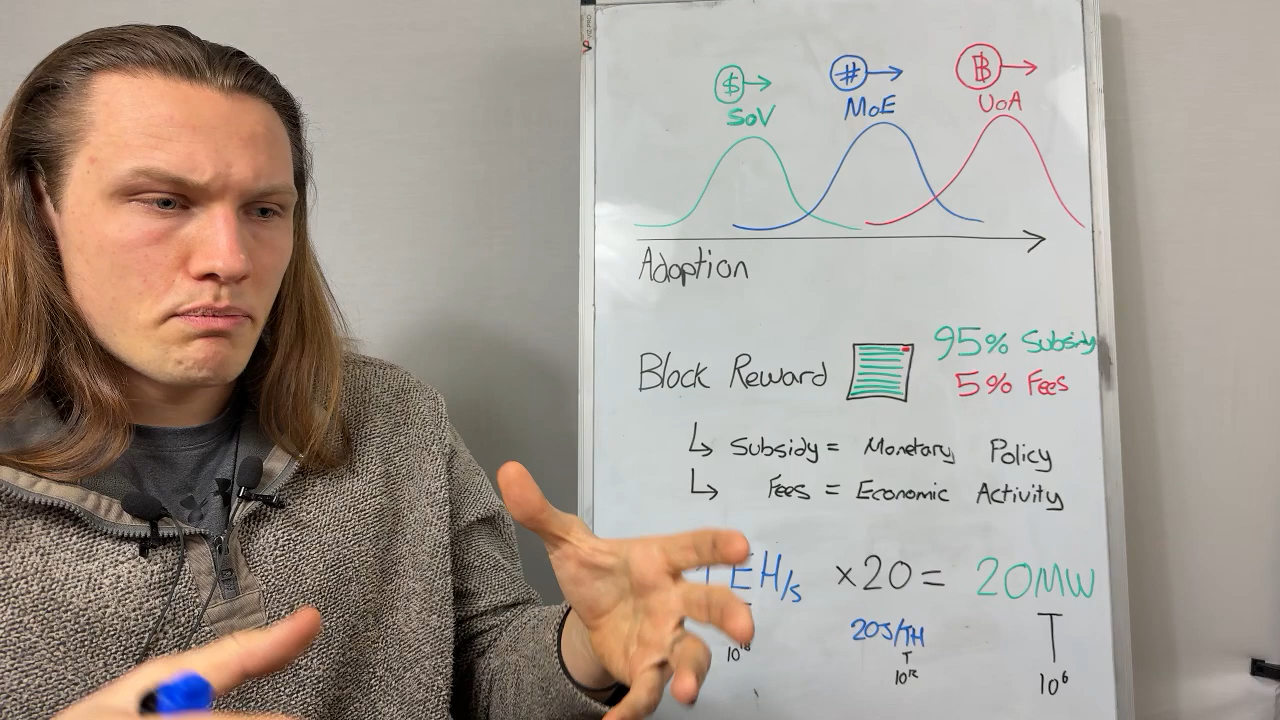 $ # ₿
SoV MoE UoA
Adoption
Block Reward 95% Subsidy
5% Fees
↳ Subsidy = Monetary Policy
↳ Fees = Economic Activity
EH/s ×20 = 20MW
20J/TH
10¹⁸ 10¹² 10⁶